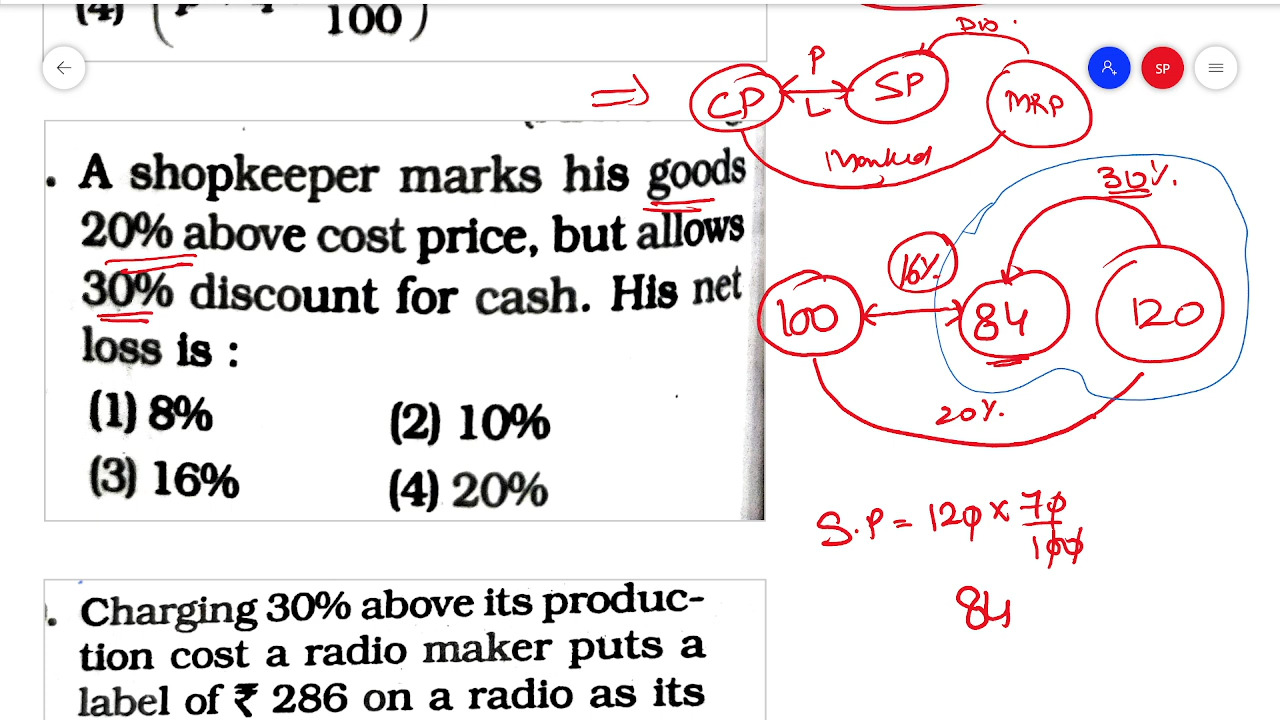 (4)
100
. A shopkeeper marks his goods
20% above cost price, but allows
30% discount for cash. His net
loss is :
(1) 8% (2) 10%
(3) 16% (4) 20%
. Charging 30% above its produc-
tion cost a radio maker puts a
label of ₹ 286 on a radio as its
Dis.
⇒ CP P L SP MRP
Marked
SP
30%.
16%.
100 84 120
20%.
S.P = 120 × 70/100
84